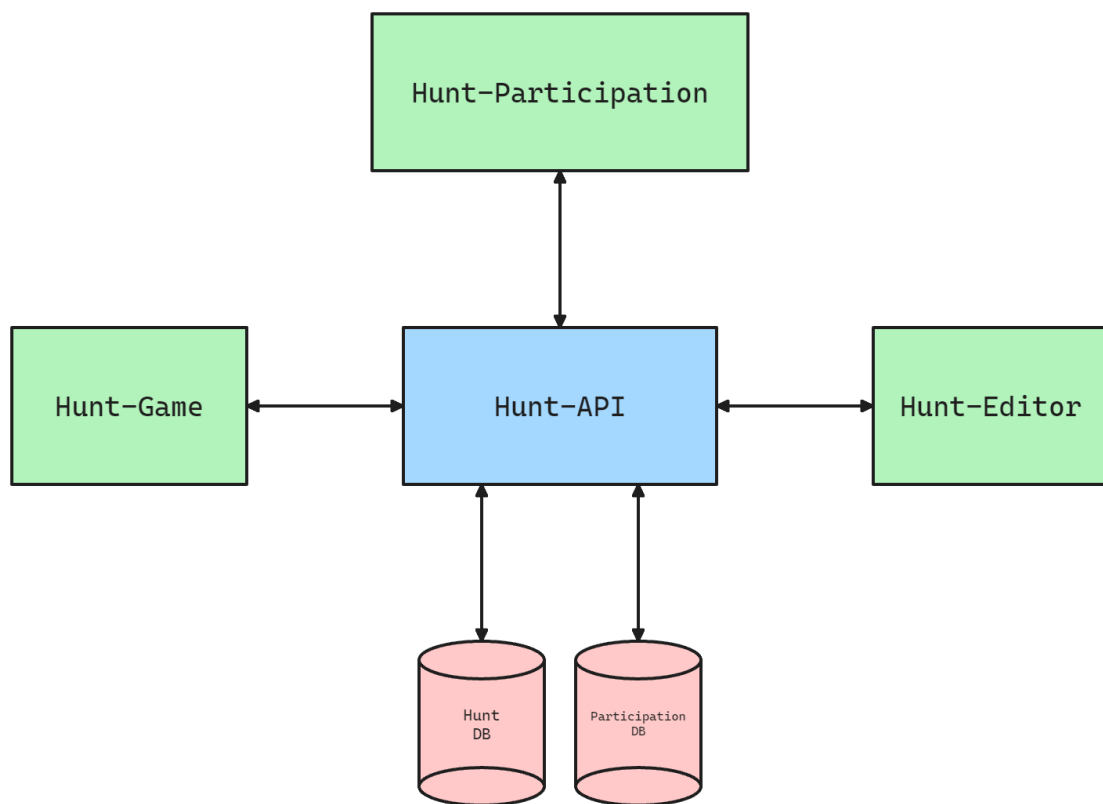 Hunt-Participation
Hunt-Game
Hunt-API
Hunt-Editor
Hunt
DB
Participation
DB